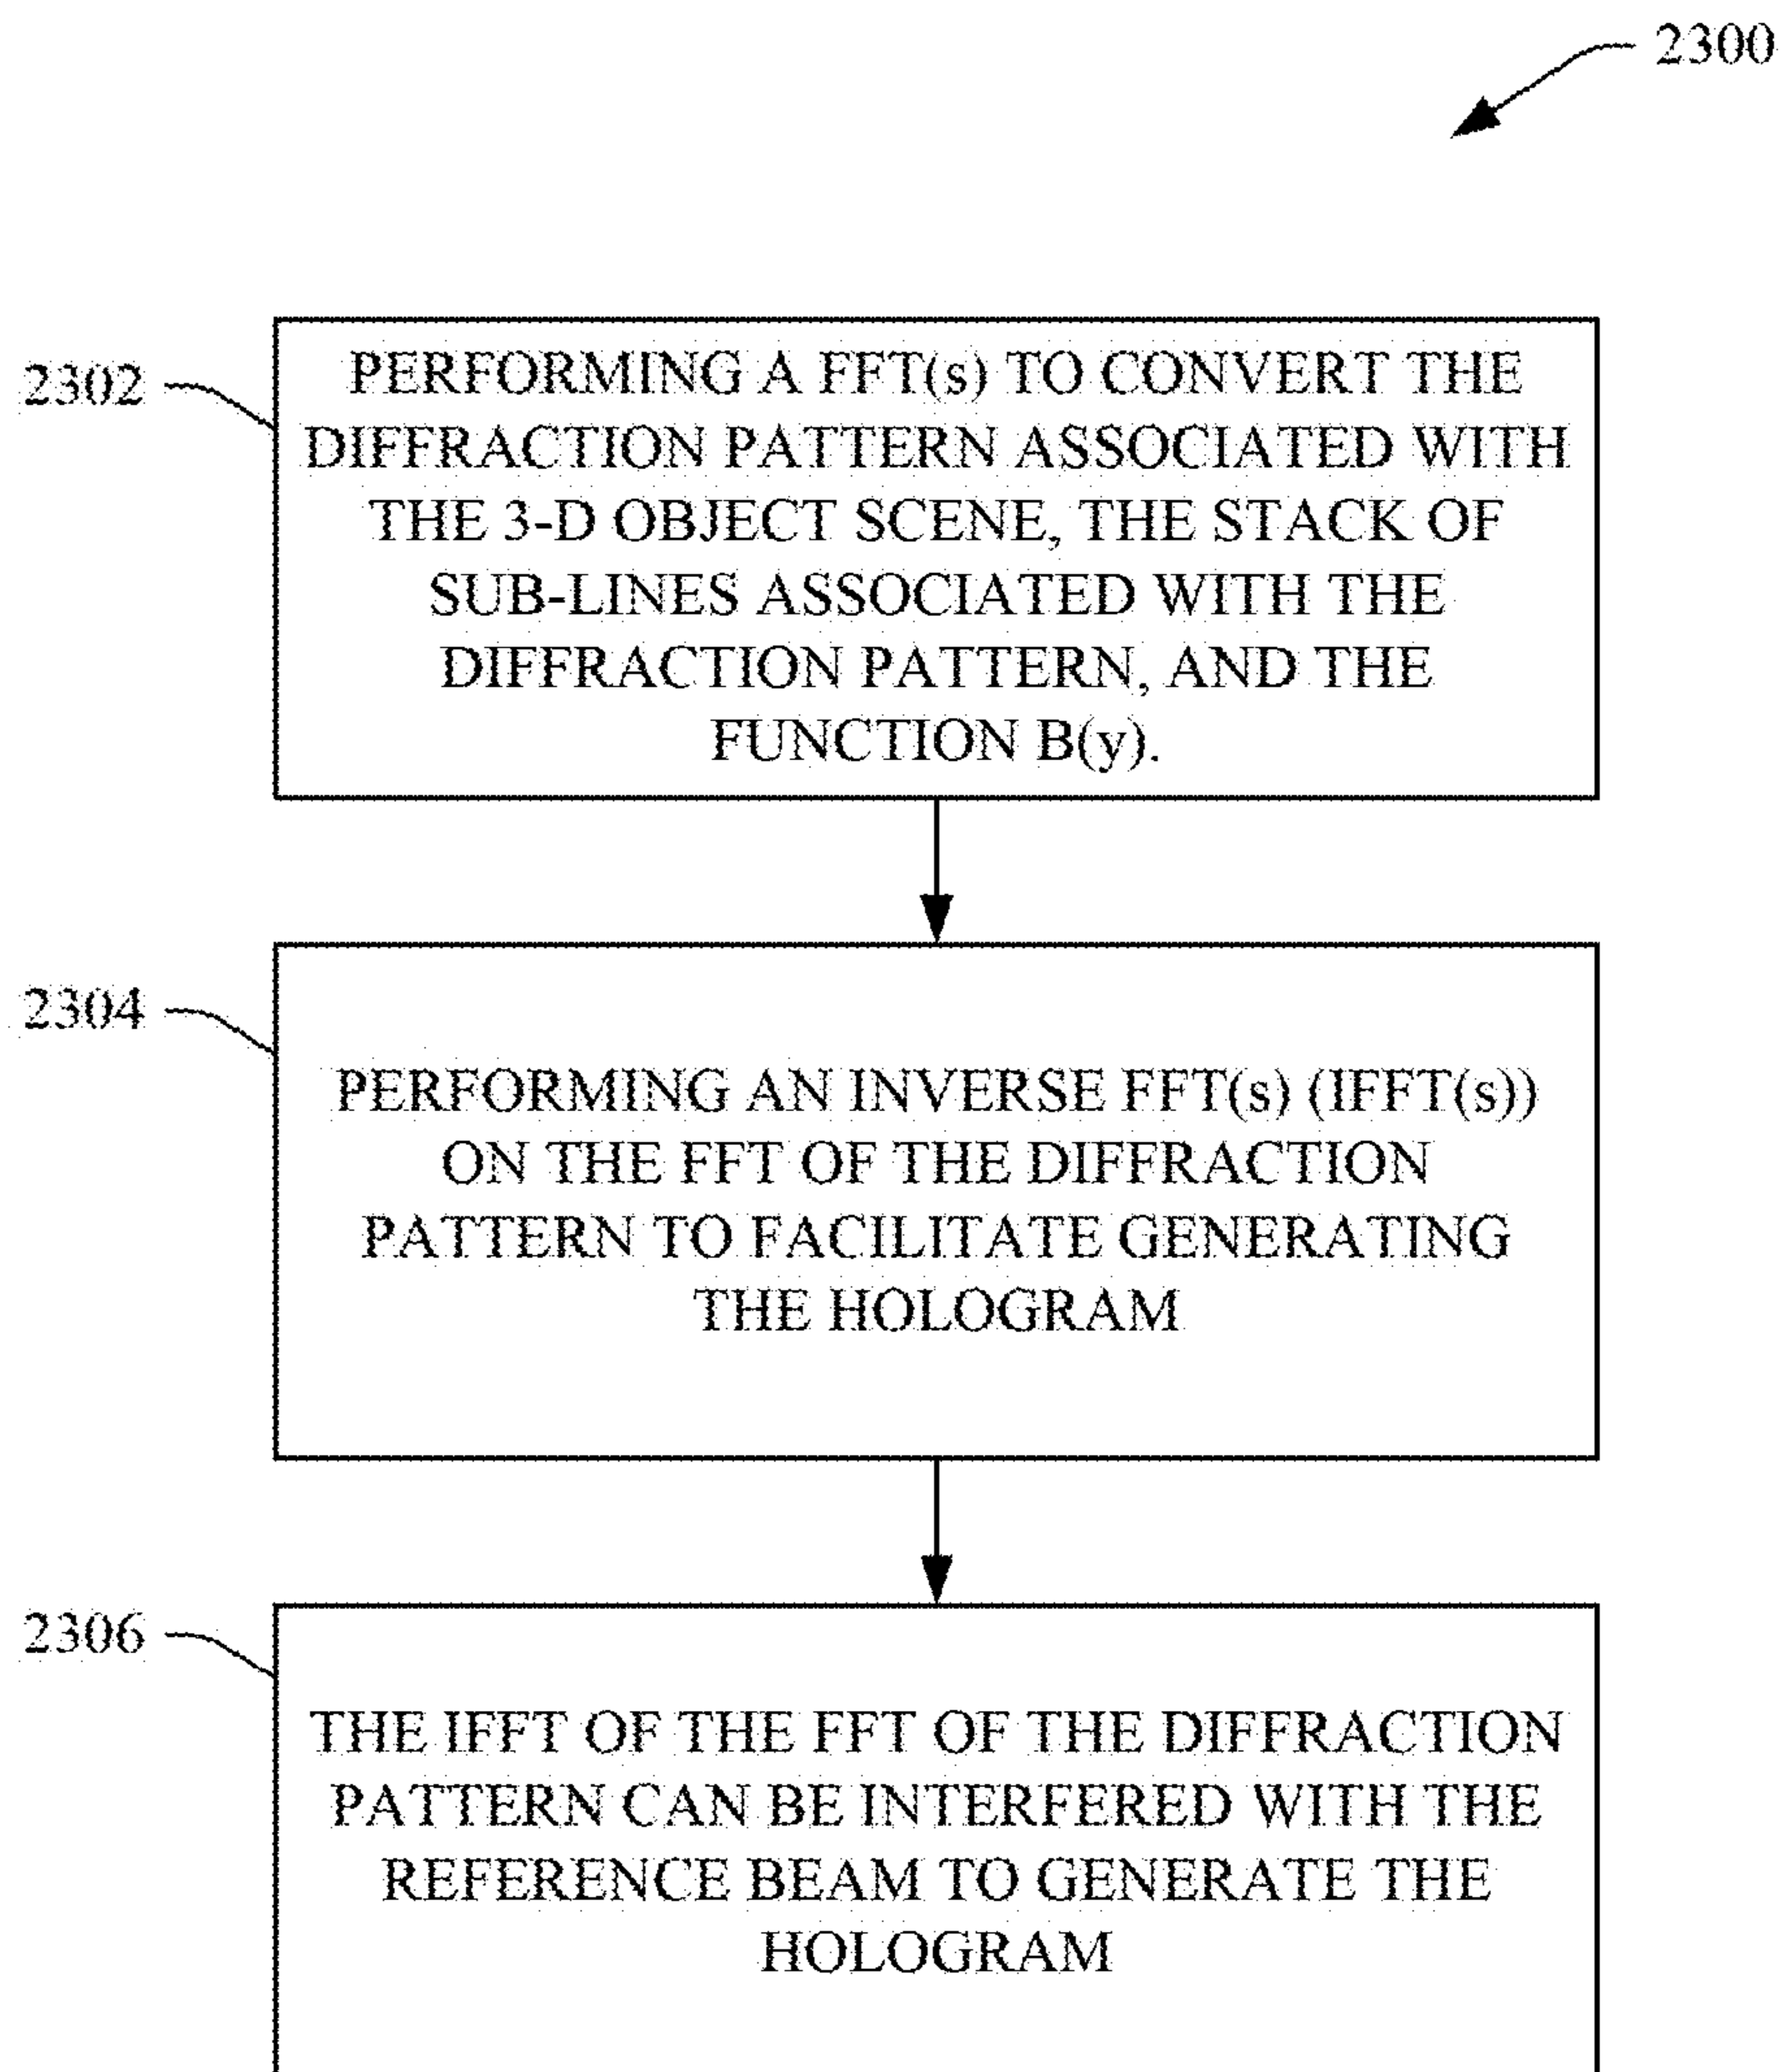 2300
2302
PERFORMING A FFT(s) TO CONVERT THE
DIFFRACTION PATTERN ASSOCIATED WITH
THE 3-D OBJECT SCENE, THE STACK OF
SUB-LINES ASSOCIATED WITH THE
DIFFRACTION PATTERN, AND THE
FUNCTION B(y).
2304
PERFORMING AN INVERSE FFT(s) (IFFT(s))
ON THE FFT OF THE DIFFRACTION
PATTERN TO FACILITATE GENERATING
THE HOLOGRAM
2306
THE IFFT OF THE FFT OF THE DIFFRACTION
PATTERN CAN BE INTERFERED WITH THE
REFERENCE BEAM TO GENERATE THE
HOLOGRAM